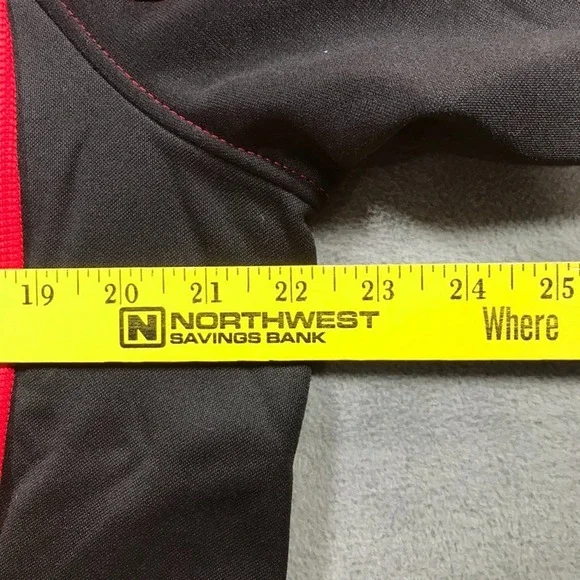 19 20 21 22 23 24 25
N NORTHWEST
SAVINGS BANK
Where